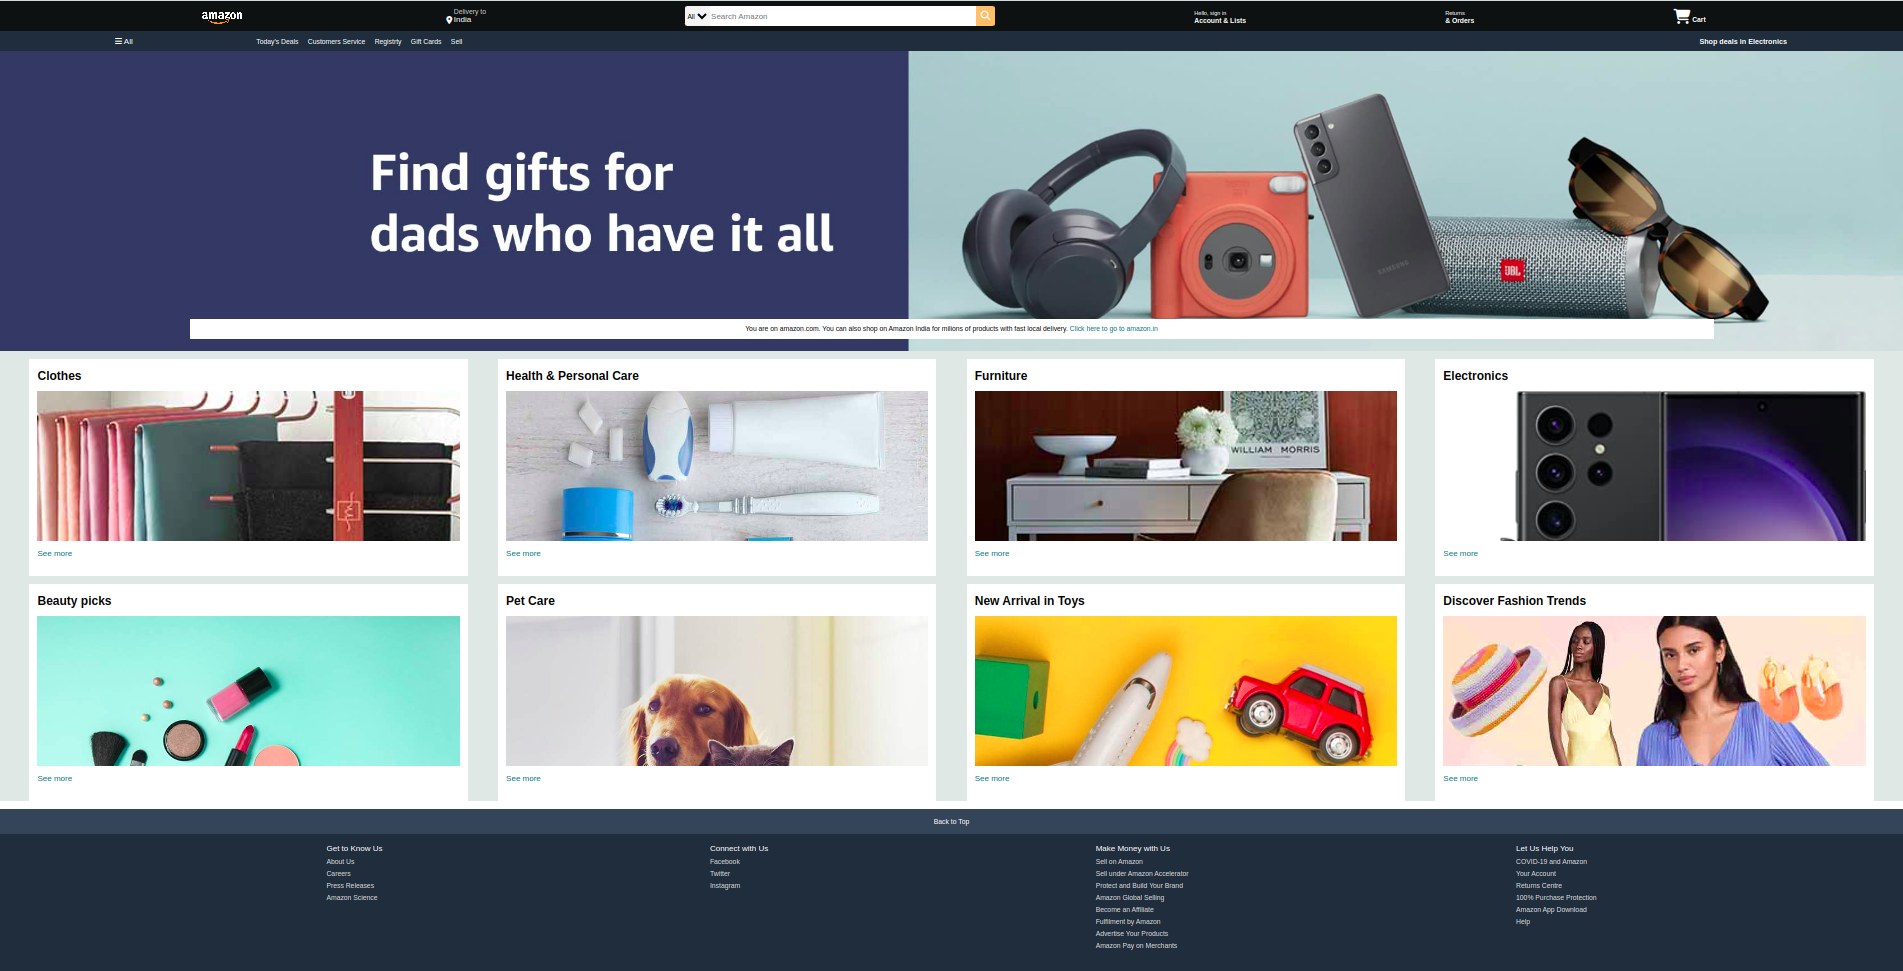 amazon
Delivery to
India
All
Search Amazon
Hello, sign in
Account & Lists
Returns
& Orders
Cart
All
Today's Deals
Customers Service
Registrty
Gift Cards
Sell
Shop deals in Electronics
Find gifts for
dads who have it all
SAMSUNG
JBL
You are on amazon.com. You can also shop on Amazon India for milions of products with fast local delivery. Click here to go to amazon.in
Clothes
See more
Health & Personal Care
See more
Furniture
WILLIAM MORRIS
See more
Electronics
See more
Beauty picks
See more
Pet Care
See more
New Arrival in Toys
See more
Discover Fashion Trends
See more
Back to Top
Get to Know Us
About Us
Careers
Press Releases
Amazon Science
Connect with Us
Facebook
Twitter
Instagram
Make Money with Us
Sell on Amazon
Sell under Amazon Accelerator
Protect and Build Your Brand
Amazon Global Selling
Become an Affiliate
Fulfilment by Amazon
Advertise Your Products
Amazon Pay on Merchants
Let Us Help You
COVID-19 and Amazon
Your Account
Returns Centre
100% Purchase Protection
Amazon App Download
Help